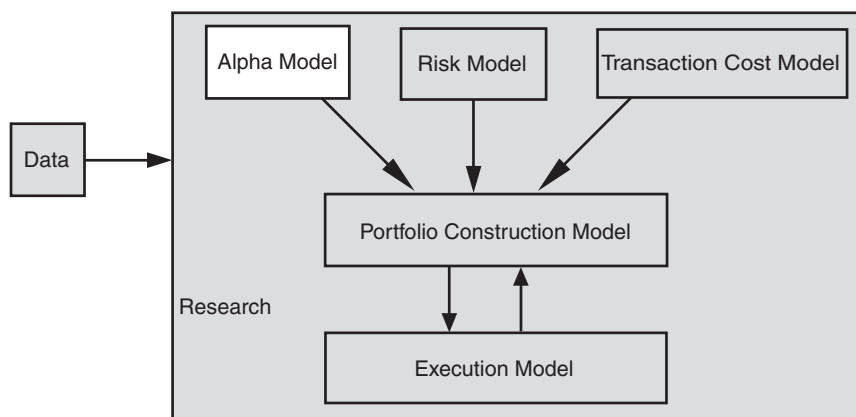 Alpha Model
Risk Model
Transaction Cost Model
Data
Portfolio Construction Model
Research
Execution Model